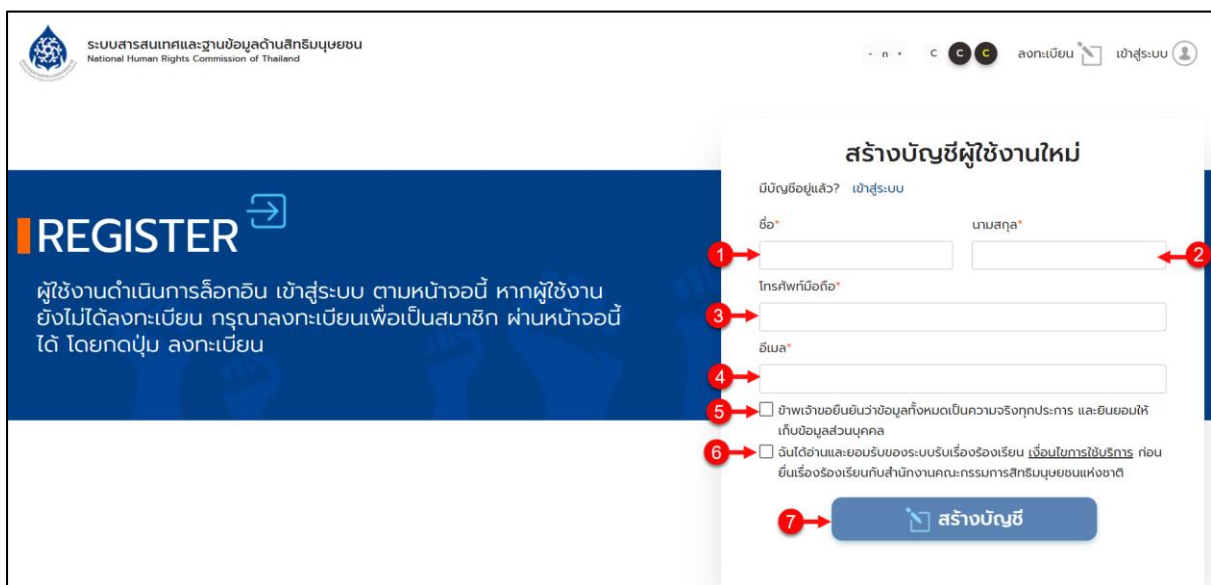 ระบบสารสนเทศและฐานข้อมูลด้านสิทธิมนุษยชน
National Human Rights Commission of Thailand
- ก + C C C ลงทะเบียน เข้าสู่ระบบ
สร้างบัญชีผู้ใช้งานใหม่
มีบัญชีอยู่แล้ว? เข้าสู่ระบบ
REGISTER
ผู้ใช้งานดำเนินการล็อกอิน เข้าสู่ระบบ ตามหน้าจอนี้ หากผู้ใช้งาน
ยังไม่ได้ลงทะเบียน กรุณาลงทะเบียนเพื่อเป็นสมาชิก ผ่านหน้าจอนี้
ได้ โดยกดปุ่ม ลงทะเบียน
ชื่อ* นามสกุล*
1 2
โทรศัพท์มือถือ*
3
อีเมล*
4
5 ข้าพเจ้าขอยืนยันว่าข้อมูลทั้งหมดเป็นความจริงทุกประการ และยินยอมให้
เก็บข้อมูลส่วนบุคคล
6 ฉันได้อ่านและยอมรับของระบบรับเรื่องร้องเรียน เงื่อนไขการใช้บริการ ก่อน
ยื่นเรื่องร้องเรียนกับสำนักงานคณะกรรมการสิทธิมนุษยชนแห่งชาติ
7 สร้างบัญชี